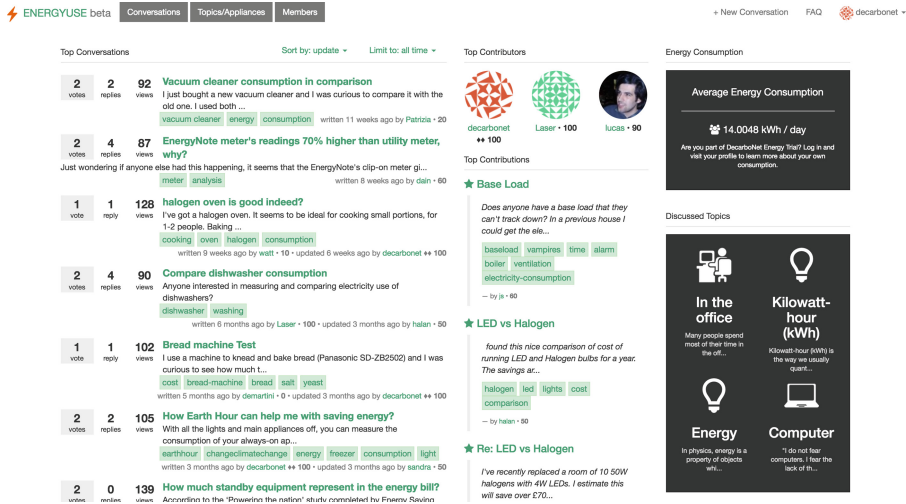 ENERGYUSE beta
Conversations
Topics/Appliances
Members
+ New Conversation
FAQ
decarbonet
Top Conversations
Sort by: update
Limit to: all time
2 votes
2 replies
92 views
Vacuum cleaner consumption in comparison
I just bought a new vacuum cleaner and I was curious to compare it with the
old one. I used both ...
vacuum cleaner energy consumption
written 11 weeks ago by Patrizia • 20
2 votes
4 replies
87 views
EnergyNote meter's readings 70% higher than utility meter,
why?
Just wondering if anyone else had this happening, it seems that the EnergyNote's clip-on meter gi...
meter analysis
written 8 weeks ago by dain • 60
1 vote
1 reply
128 views
halogen oven is good indeed?
I've got a halogen oven. It seems to be ideal for cooking small portions, for
1-2 people. Baking ...
cooking oven halogen consumption
written 9 weeks ago by watt • 10 • updated 6 weeks ago by decarbonet ♦♦ 100
2 votes
4 replies
90 views
Compare dishwasher consumption
Anyone interested in measuring and comparing electricity use of
dishwashers?
dishwasher washing
written 6 months ago by Laser • 100 • updated 3 months ago by halan • 50
1 vote
1 reply
102 views
Bread machine Test
I use a machine to knead and bake bread (Panasonic SD-ZB2502) and I was
curious to see how much t...
cost bread-machine bread salt yeast
written 5 months ago by demartini • 0 • updated 3 months ago by decarbonet ♦♦ 100
2 votes
2 replies
105 views
How Earth Hour can help me with saving energy?
With all the lights and main appliances off, you can measure the
consumption of your always-on ap...
earthhour changeclimatechange energy freezer consumption light
written 3 months ago by decarbonet ♦♦ 100 • updated 3 months ago by sandra • 50
2 votes
0 replies
139 views
How much standby equipment represent in the energy bill?
According to the 'Powering the nation' study completed by Energy Saving
Top Contributors
decarbonet
♦♦ 100
Laser • 100
lucas • 90
Top Contributions
Base Load
Does anyone have a base load that they
can't track down? In a previous house I
could get the ele...
baseload vampires time alarm
boiler ventilation
electricity-consumption
— by js • 60
LED vs Halogen
found this nice comparison of cost of
running LED and Halogen bulbs for a year.
The savings ar...
halogen led lights cost
comparison
— by halan • 50
Re: LED vs Halogen
I've recently replaced a room of 10 50W
halogens with 4W LEDs. I estimate this
will save over £70...
Energy Consumption
Average Energy Consumption
14.0048 kWh / day
Are you part of DecarboNet Energy Trial? Log in and
visit your profile to learn more about your own
consumption.
Discussed Topics
In the
office
Many people spend
most of their time in
the off...
Kilowatt-
hour
(kWh)
Kilowatt-hour (kWh) is
the way we usually
quant...
Energy
In physics, energy is a
property of objects
whi...
Computer
"I do not fear
computers. I fear the
lack of th...